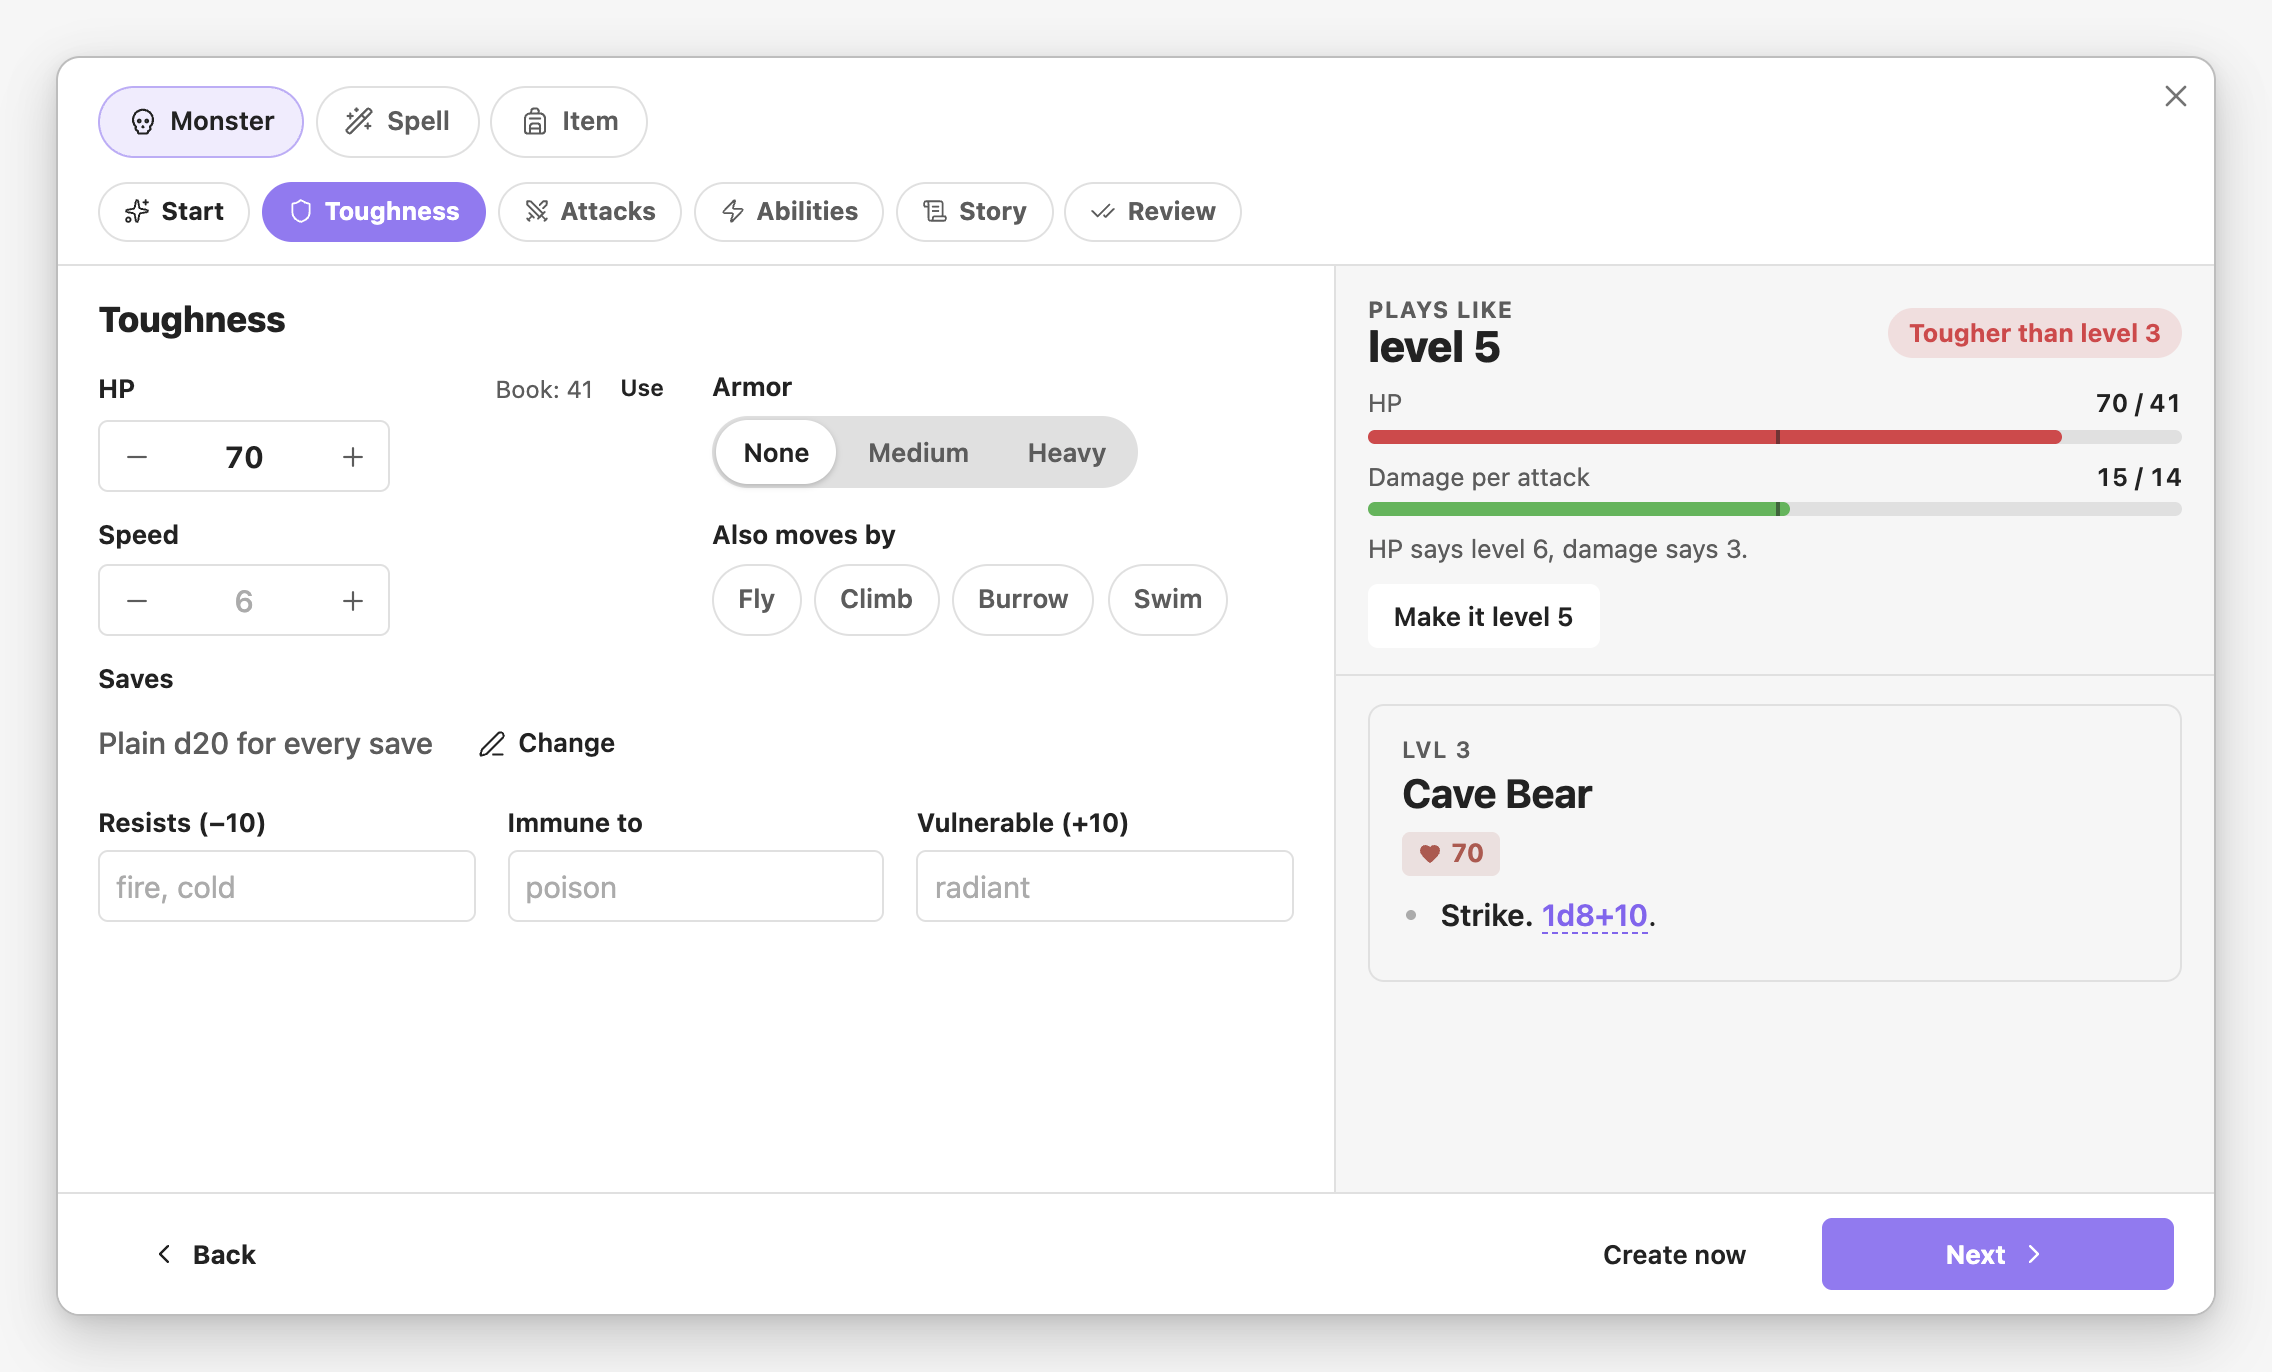 Monster Spell Item
Start Toughness Attacks Abilities Story Review
Toughness
HP Book: 41 Use
− 70 +
Armor
None Medium Heavy
Speed
− 6 +
Also moves by
Fly Climb Burrow Swim
Saves
Plain d20 for every save Change
Resists (−10) Immune to Vulnerable (+10)
fire, cold poison radiant
PLAYS LIKE
level 5
Tougher than level 3
HP 70 / 41
Damage per attack 15 / 14
HP says level 6, damage says 3.
Make it level 5
LVL 3
Cave Bear
70
• Strike. 1d8+10.
Back Create now Next